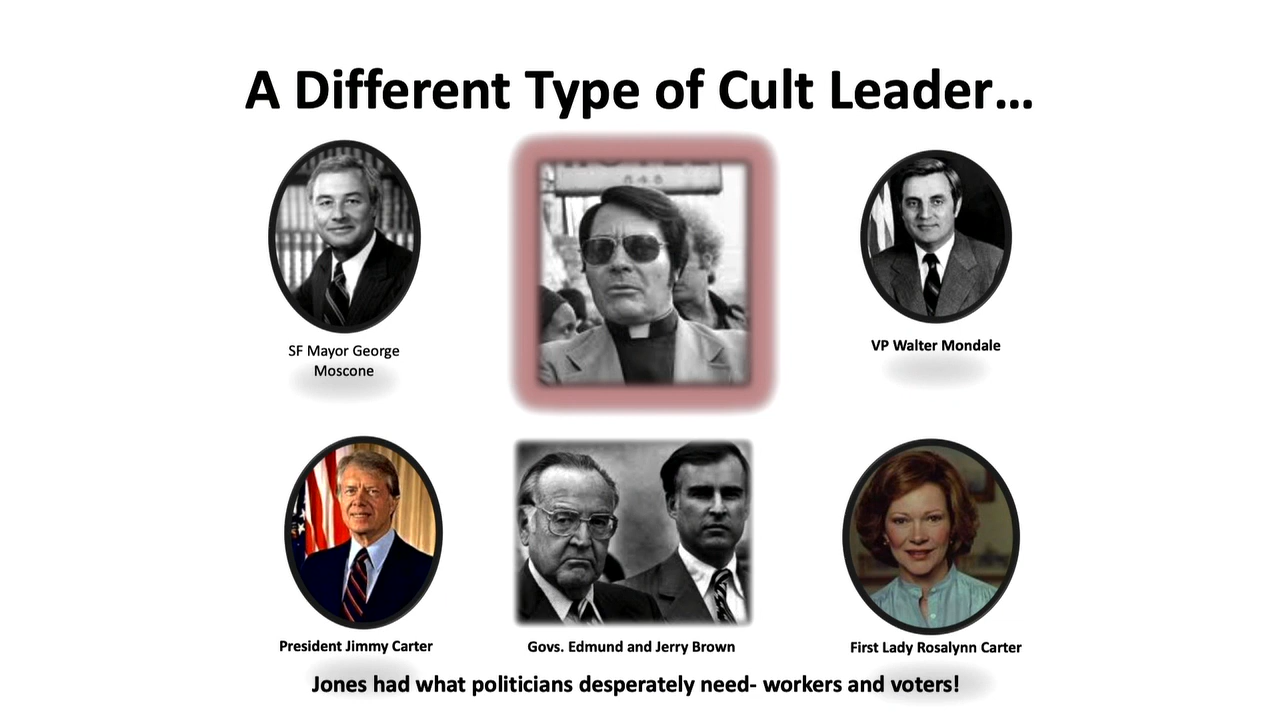 A Different Type of Cult Leader...
SF Mayor George
Moscone
VP Walter Mondale
President Jimmy Carter
Govs. Edmund and Jerry Brown
First Lady Rosalynn Carter
Jones had what politicians desperately need- workers and voters!